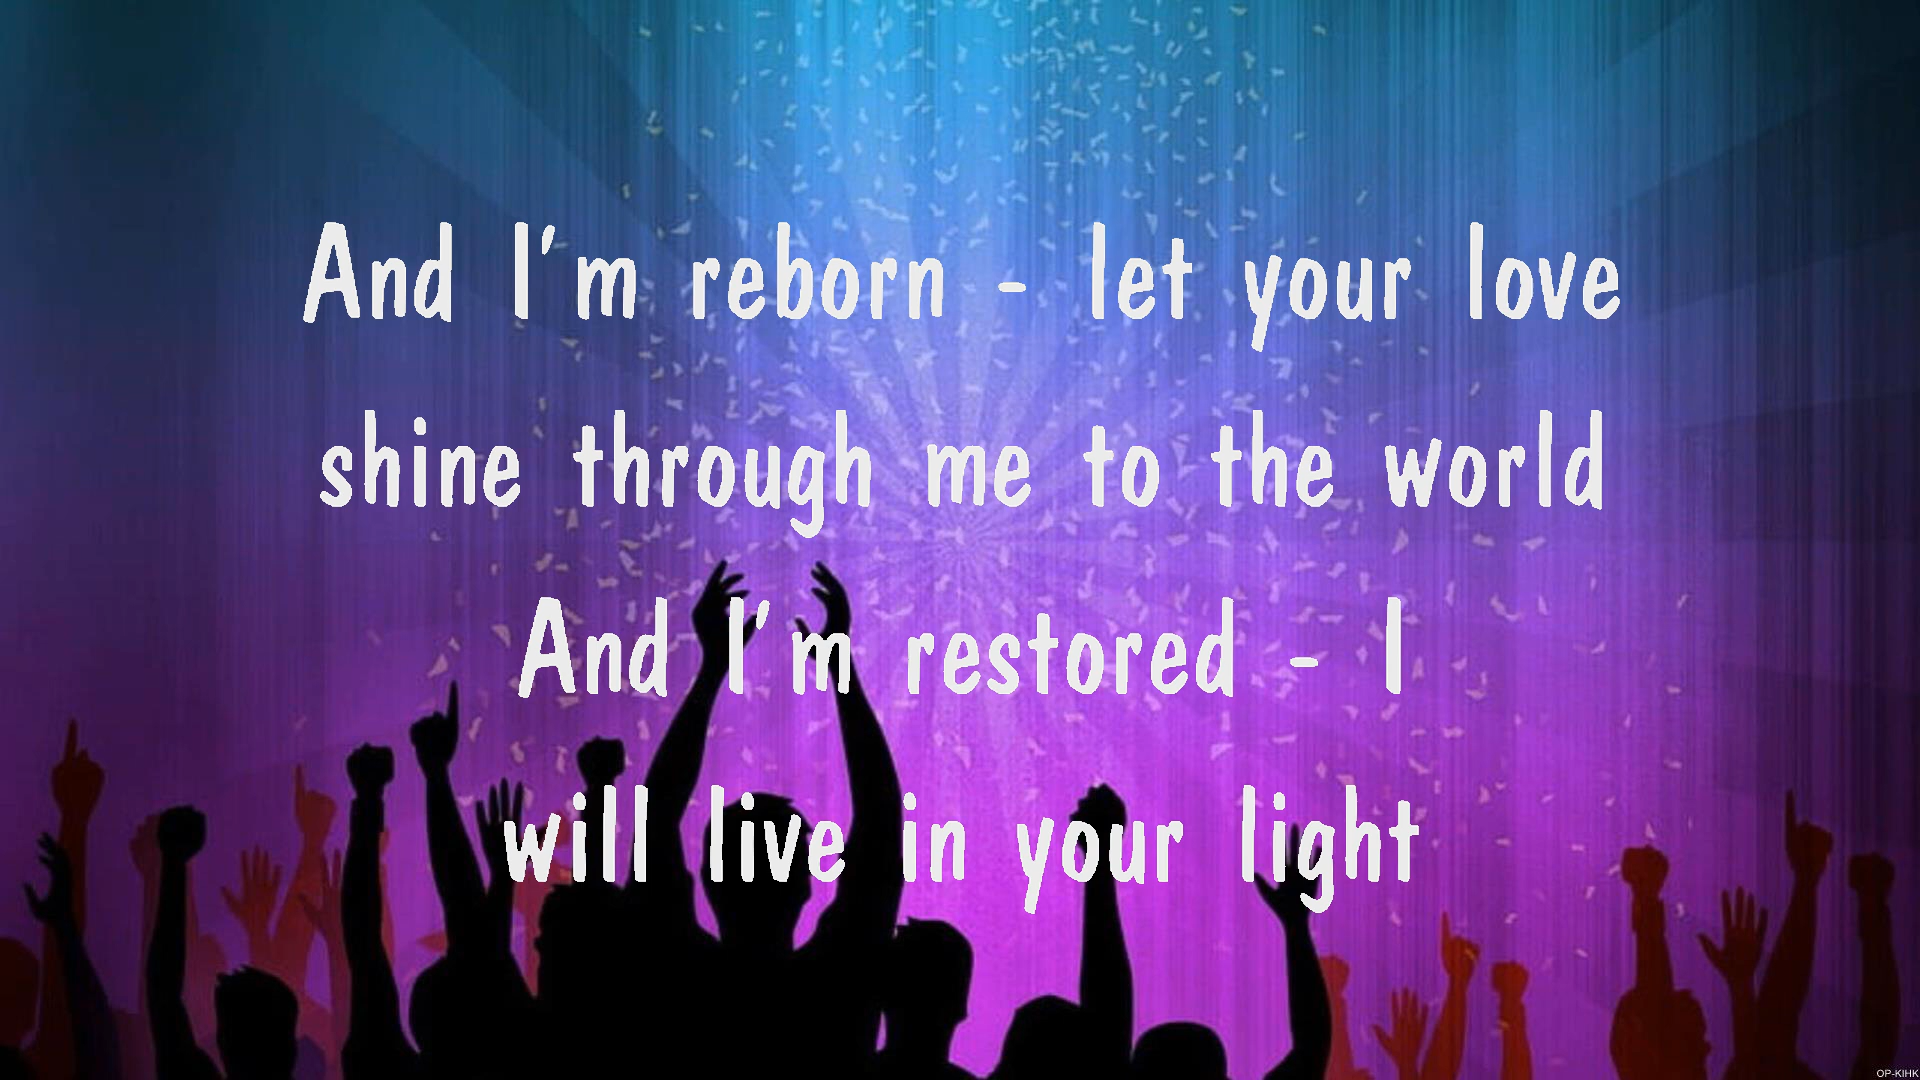 And I'm reborn - let your love
shine through me to the world
And I'm restored - I
will live in your light
OP-KIHK